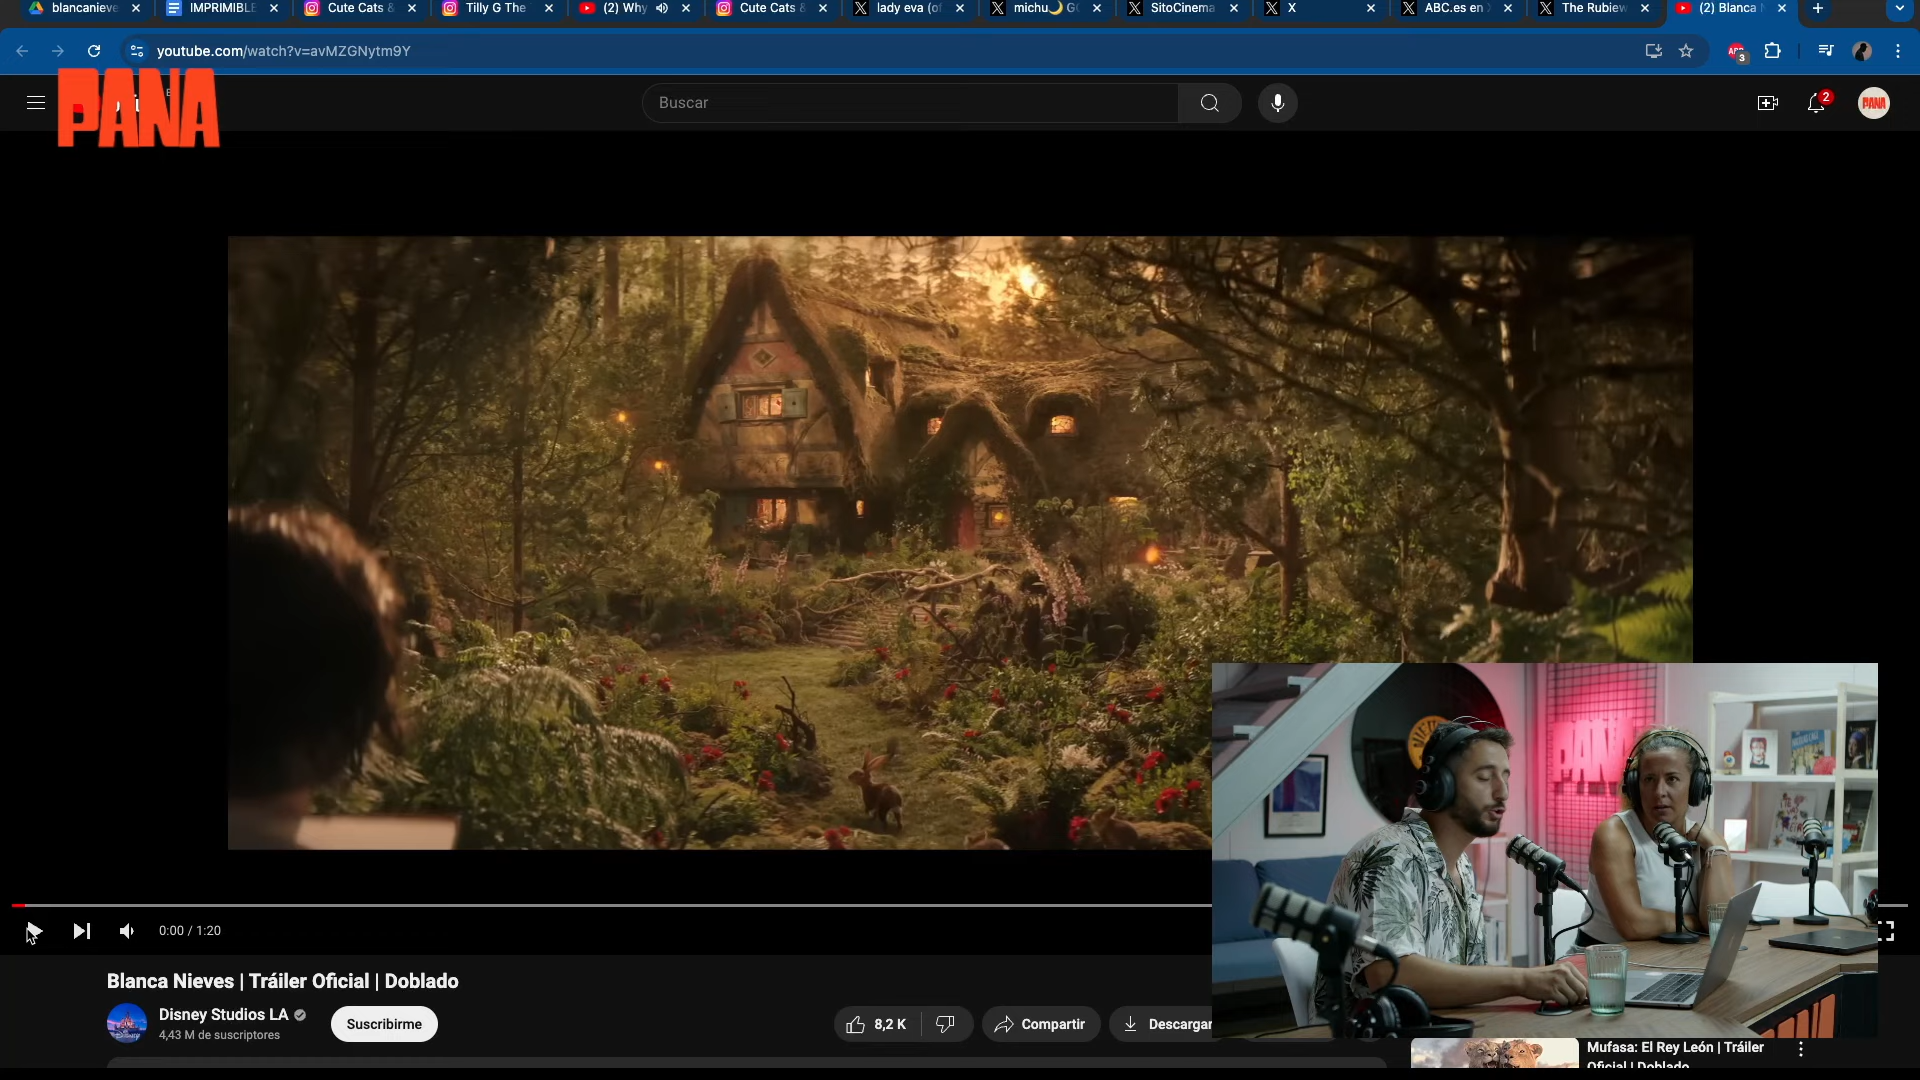 blancanieve
IMPRIMIBLE
Cute Cats &
Tilly G The
(2) Why
Cute Cats &
lady eva (of
michu🌙 G
SitoCinema
X
ABC.es en
The Rubiew
(2) Blanca N
youtube.com/watch?v=avMZGNytm9Y
3
PANA
Buscar
2
PANA
PANA
0:00 / 1:20
Blanca Nieves | Tráiler Oficial | Doblado
Disney Studios LA
4,43 M de suscriptores
Suscribirme
8,2 K
Compartir
Descargar
Mufasa: El Rey León | Tráiler
Oficial | Doblado